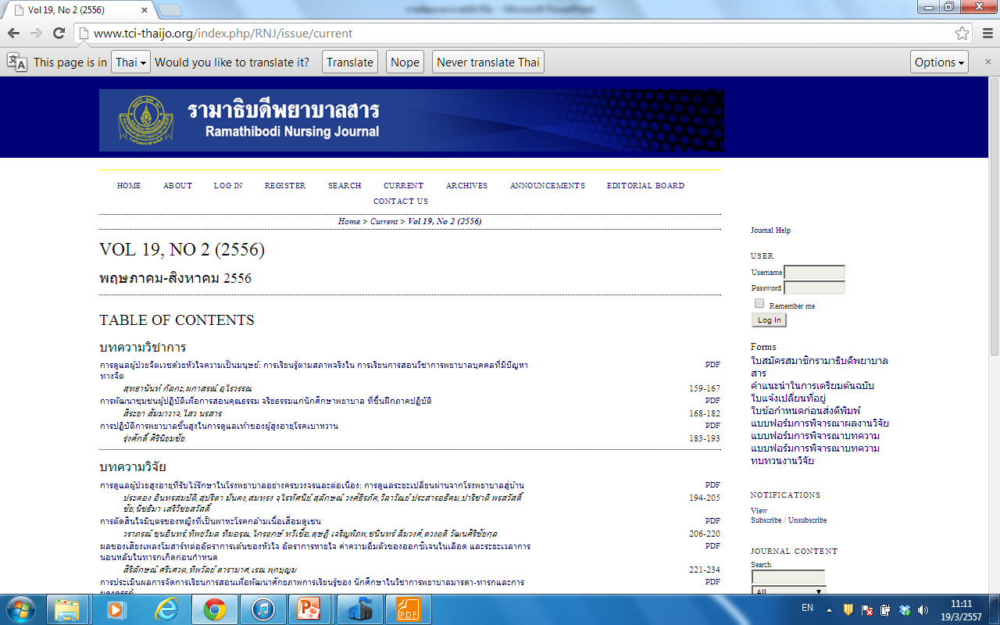 Vol 19, No 2 (2556)
www.tci-thaijo.org/index.php/RNJ/issue/current
This page is in Thai Would you like to translate it? Translate Nope Never translate Thai Options
รามาธิบดีพยาบาลสาร
Ramathibodi Nursing Journal
HOME ABOUT LOG IN REGISTER SEARCH CURRENT ARCHIVES ANNOUNCEMENTS EDITORIAL BOARD
CONTACT US
Home > Current > Vol 19, No 2 (2556)
VOL 19, NO 2 (2556)
พฤษภาคม-สิงหาคม 2556
TABLE OF CONTENTS
บทความวิชาการ
การดูแลผู้ป่วยจิตเวชด้วยหัวใจความเป็นมนุษย์: การเรียนรู้ตามสภาพจริงใน การเรียนการสอนวิชาการพยาบาลบุคคลที่มีปัญหา PDF
ทางจิต
สุทธานันท์ กัลกะ,ผกาสรณ์ อุไรวรรณ 159-167
การพัฒนาชุมชนผู้ปฏิบัติเพื่อการสอนคุณธรรม จริยธรรมแก่นักศึกษาพยาบาล ที่ขึ้นฝึกภาคปฏิบัติ PDF
สิระยา สัมมาวาจ,ไสว นรสาร 168-182
การปฏิบัติการพยาบาลขั้นสูงในการดูแลเท้าของผู้สูงอายุโรคเบาหวาน PDF
รุ่งศักดิ์ ศิรินิยมชัย 183-193
บทความวิจัย
การดูแลผู้ป่วยสูงอายุที่รับไว้รักษาในโรงพยาบาลอย่างครบวงจรและต่อเนื่อง: การดูแลระยะเปลี่ยนผ่านจากโรงพยาบาลสู่บ้าน PDF
ประคอง อินทรสมบัติ,สุปรีดา มั่นคง,สมทรง จุไรทัศนีย์,สุลักษณ์ วงศ์ธีรภัค,วิลาวัณย์ ประสารอธิคม,ปาริชาติ พรสวัสดิ์ 194-205
ชัย,นิชธิมา เสรีวิชยสวัสดิ์
การตัดสินใจมีบุตรของหญิงที่เป็นพาหะโรคกล้ามเนื้อเสื่อมดูเชน PDF
วราภรณ์ ขุนอินทร์,ทิพยวิมล ทิมอรุณ,ไกรฤกษ์ ทวีเชื้อ,ดุษฎี เจริญพิภพ,ชนินทร์ ลิ่มวงศ์,ดวงฤดี วัฒนศิริชัยกุล 206-220
ผลของเสียงเพลงโมสาร์ทต่ออัตราการเต้นของหัวใจ อัตราการหายใจ ค่าความอิ่มตัวของออกซิเจนในเลือด และระยะเวลาการ PDF
นอนหลับในทารกเกิดก่อนกำหนด
สิริลักษณ์ ศรีเศวต,ทิพวัลย์ ดารามาศ,เรณู พุกบุญมี 221-234
การประเมินผลการจัดการเรียนการสอนเพื่อพัฒนาศักยภาพการเรียนรู้ของ นักศึกษาในวิชาการพยาบาลมารดา-ทารกและการ PDF
ผดุงครรภ์
Journal Help
USER
Username
Password
Remember me
Log In
Forms
ใบสมัครสมาชิกรามาธิบดีพยาบาล
สาร
คำแนะนำในการเตรียมต้นฉบับ
ใบแจ้งเปลี่ยนที่อยู่
ใบข้อกำหนดก่อนส่งตีพิมพ์
แบบฟอร์มการพิจารณาผลงานวิจัย
แบบฟอร์มการพิจารณาบทความ
แบบฟอร์มการพิจารณาบทความ
ทบทวนงานวิจัย
NOTIFICATIONS
View
Subscribe / Unsubscribe
JOURNAL CONTENT
Search
All
PDF
EN
11:11
19/3/2557